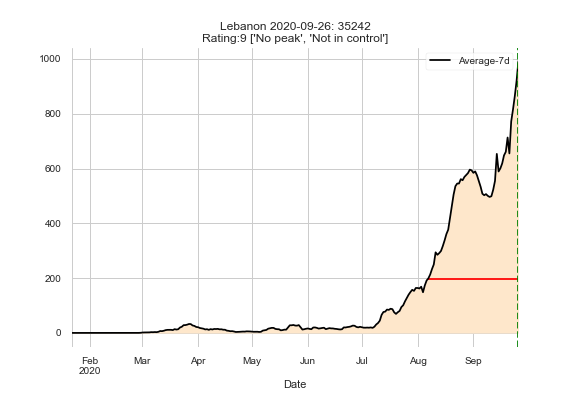 Lebanon 2020-09-26: 35242
Rating:9 ['No peak', 'Not in control']
Average-7d
1000
800
600
400
200
0
Feb Mar Apr May Jun Jul Aug Sep
2020
Date